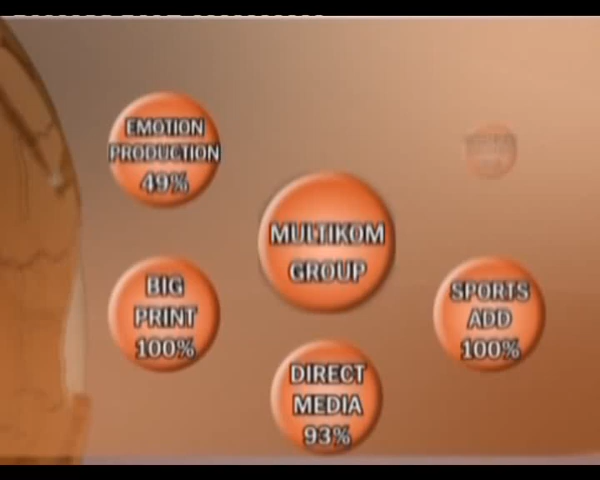 EMOTION
PRODUCTION
49%
MULTIKOM
GROUP
BIG
PRINT
100%
SPORTS
ADD
100%
DIRECT
MEDIA
93%